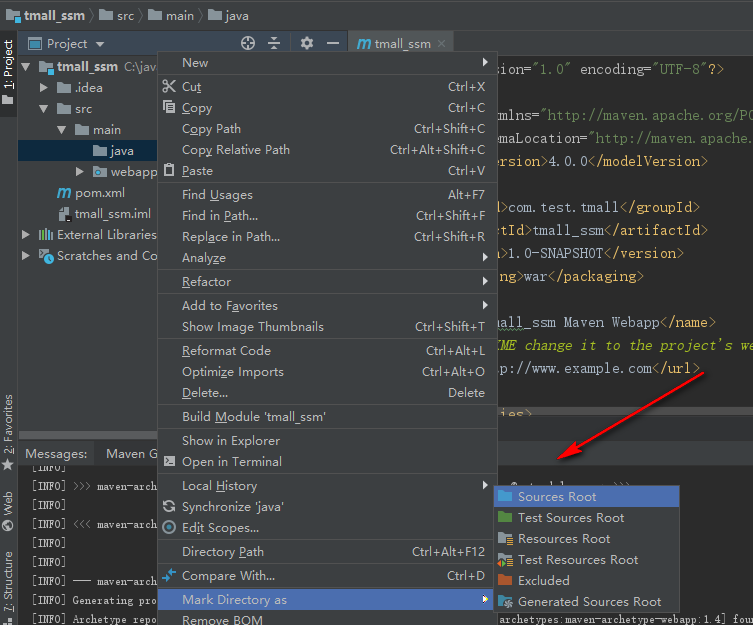 tmall_ssm src main java
1: Project
Project
tmall_ssm
tmall_ssm C:\jav
.idea
src
main
java
webapp
pom.xml
tmall_ssm.iml
External Libraries
Scratches and Co
New
Cut Ctrl+X
Copy Ctrl+C
Copy Path Ctrl+Shift+C
Copy Relative Path Ctrl+Alt+Shift+C
Paste Ctrl+V
Find Usages Alt+F7
Find in Path... Ctrl+Shift+F
Replace in Path... Ctrl+Shift+R
Analyze
Refactor
Add to Favorites
Show Image Thumbnails Ctrl+Shift+T
Reformat Code Ctrl+Alt+L
Optimize Imports Ctrl+Alt+O
Delete... Delete
Build Module 'tmall_ssm'
Show in Explorer
Open in Terminal
Local History
Synchronize 'java'
Edit Scopes...
Directory Path Ctrl+Alt+F12
Compare With... Ctrl+D
Mark Directory as
Remove BOM
Sources Root
Test Sources Root
Resources Root
Test Resources Root
Excluded
Generated Sources Root
sion="1.0" encoding="UTF-8"?>
mlns="http://maven.apache.org/PO
maLocation="http://maven.apache.
ersion>4.0.0</modelVersion>
d>com.test.tmall</groupId>
ctId>tmall_ssm</artifactId>
n>1.0-SNAPSHOT</version>
ng>war</packaging>
mall_ssm Maven Webapp</name>
ME change it to the project's we
p://www.example.com</url>
ies>
2: Favorites
Web
7: Structure
Messages: Maven G
[INFO]
[INFO] >>> maven-arch
[INFO]
[INFO] <<< maven-arch
[INFO]
[INFO]
[INFO] --- maven-arch
[INFO] Generating pro
[INFO] Archetype repo
archetypes:maven-archetype-webapp:1.4] foun